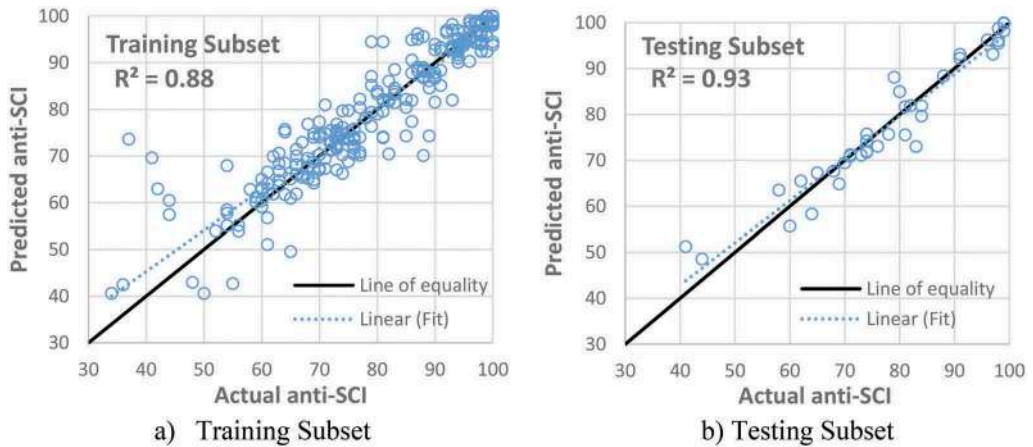 Training Subset
R² = 0.88
Predicted anti-SCI
100
90
80
70
60
50
40
30
Line of equality
Linear (Fit)
30 40 50 60 70 80 90 100
Actual anti-SCI
a) Training Subset
Testing Subset
R² = 0.93
Predicted anti-SCI
100
90
80
70
60
50
40
30
Line of equality
Linear (Fit)
30 40 50 60 70 80 90 100
Actual anti-SCI
b) Testing Subset